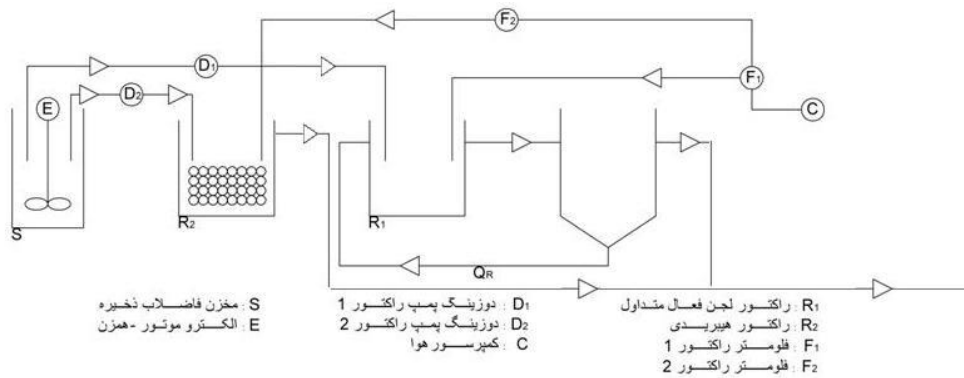 F2
D1
F1
D2
E
C
S
R2
R1
QR
S : مخزن فاضلاب ذخیره
E : الکترو موتور - همزن
D1 : دوزینگ پمپ راکتور 1
D2 : دوزینگ پمپ راکتور 2
C : کمپرسور هوا
R1 : راکتور لجن فعال متداول
R2 : راکتور هیبریدی
F1 : فلومتر راکتور 1
F2 : فلومتر راکتور 2